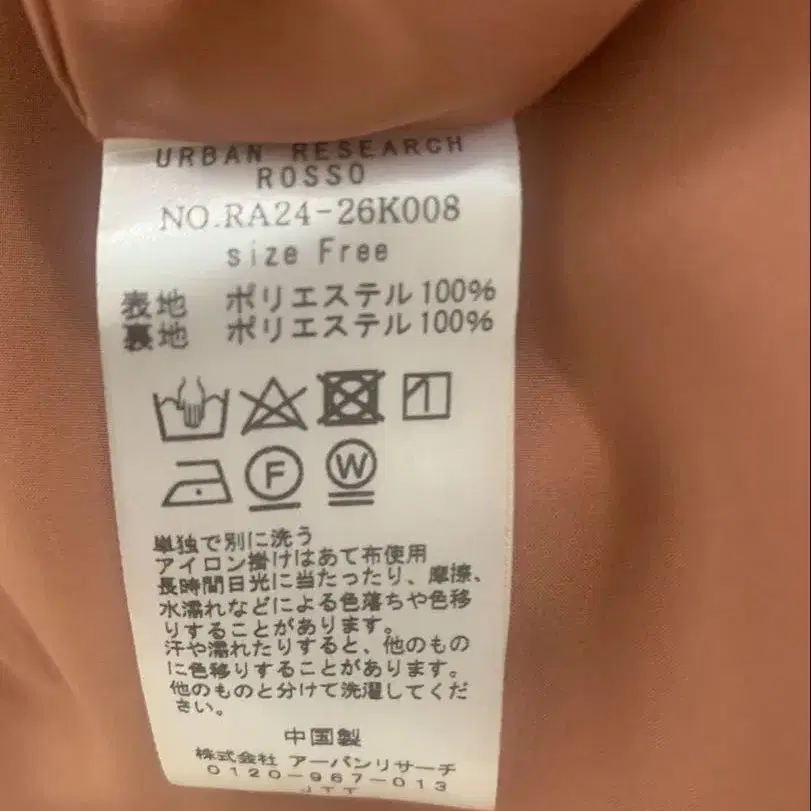 URBAN RESEARCH
ROSSO
NO.RA24-26K008
size Free
表地 ポリエステル100%
裏地 ポリエステル100%
F W
単独で別に洗う
アイロン掛けはあて布使用
長時間日光に当たったり、摩擦、
水濡れなどによる色落ちや色移
りすることがあります。
汗や濡れたりすると、他のもの
に色移りすることがあります。
他のものと分けて洗濯してくだ
さい。
中国製
株式会社 アーバンリサーチ
0120-967-013
JTT